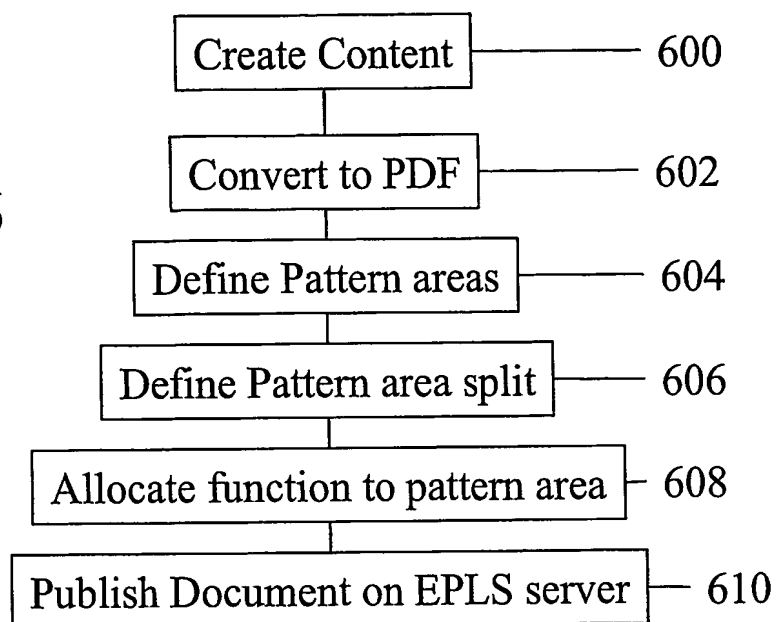 Create Content 600
Convert to PDF 602
Define Pattern areas 604
Define Pattern area split 606
Allocate function to pattern area 608
Publish Document on EPLS server 610